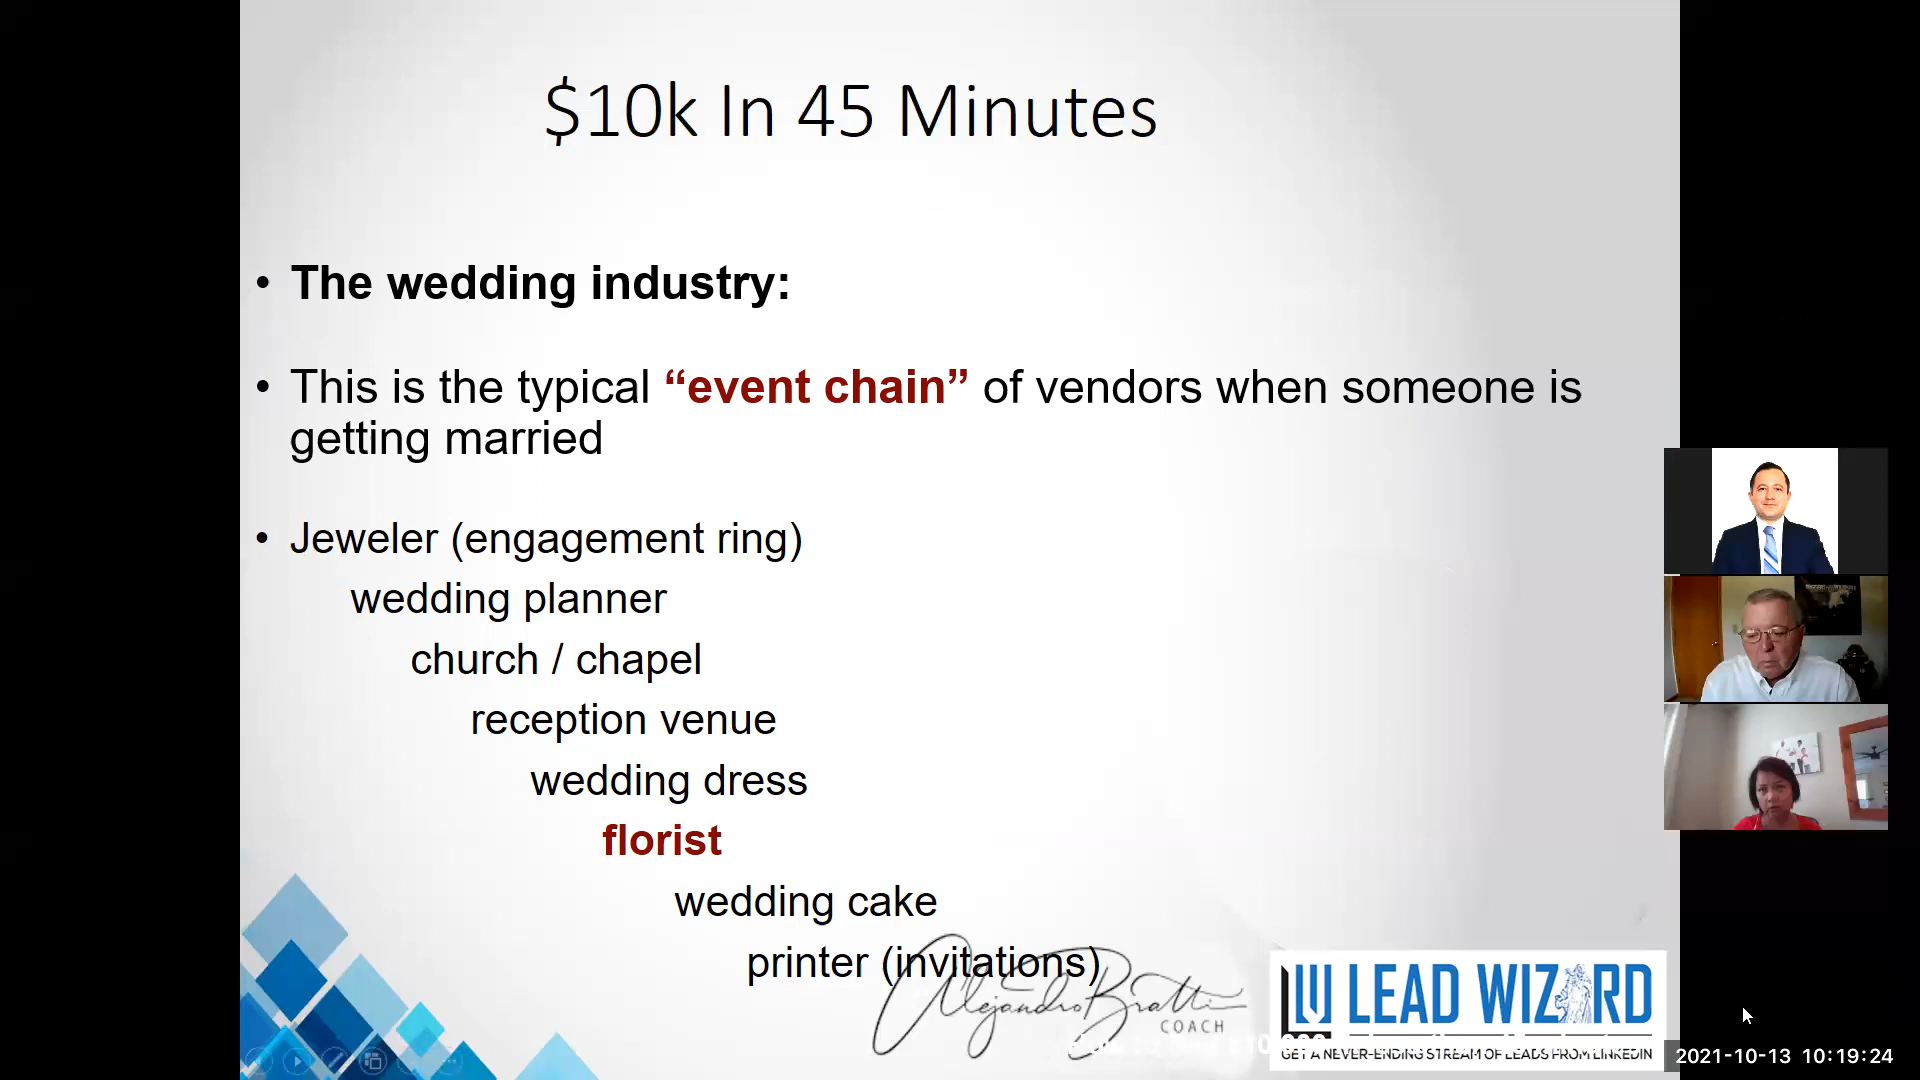 $10k In 45 Minutes
• The wedding industry:
• This is the typical “event chain” of vendors when someone is
getting married
• Jeweler (engagement ring)
wedding planner
church / chapel
reception venue
wedding dress
florist
wedding cake
printer (invitations)
Alejandro Bratti
COACH
LEAD WIZARD
GET A NEVER-ENDING STREAM OF LEADS FROM LINKEDIN
2021-10-13 10:19:24